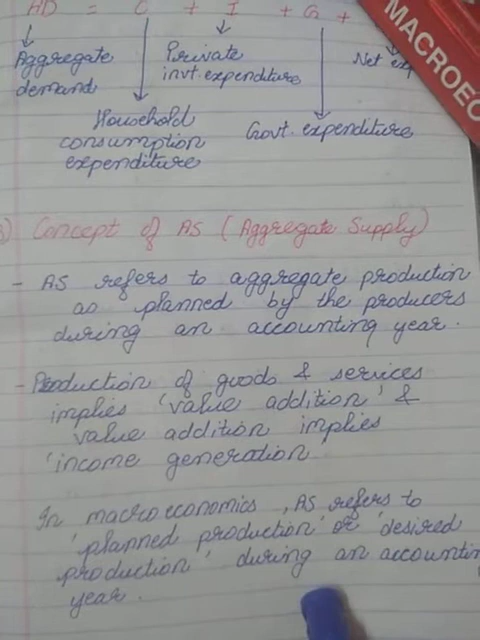 AD = C + I + G +
Aggregate demand
Private invt. expenditure
Net exp
Household consumption expenditure
Govt. expenditure
MACROECO
Concept of AS (Aggregate Supply)
- AS refers to aggregate production
as planned by the producers
during an accounting year.
- Production of goods & services
implies 'value addition' &
value addition implies
'income generation
In macroeconomics, AS refers to
'planned production' or 'desired
production' during an accountin
year.